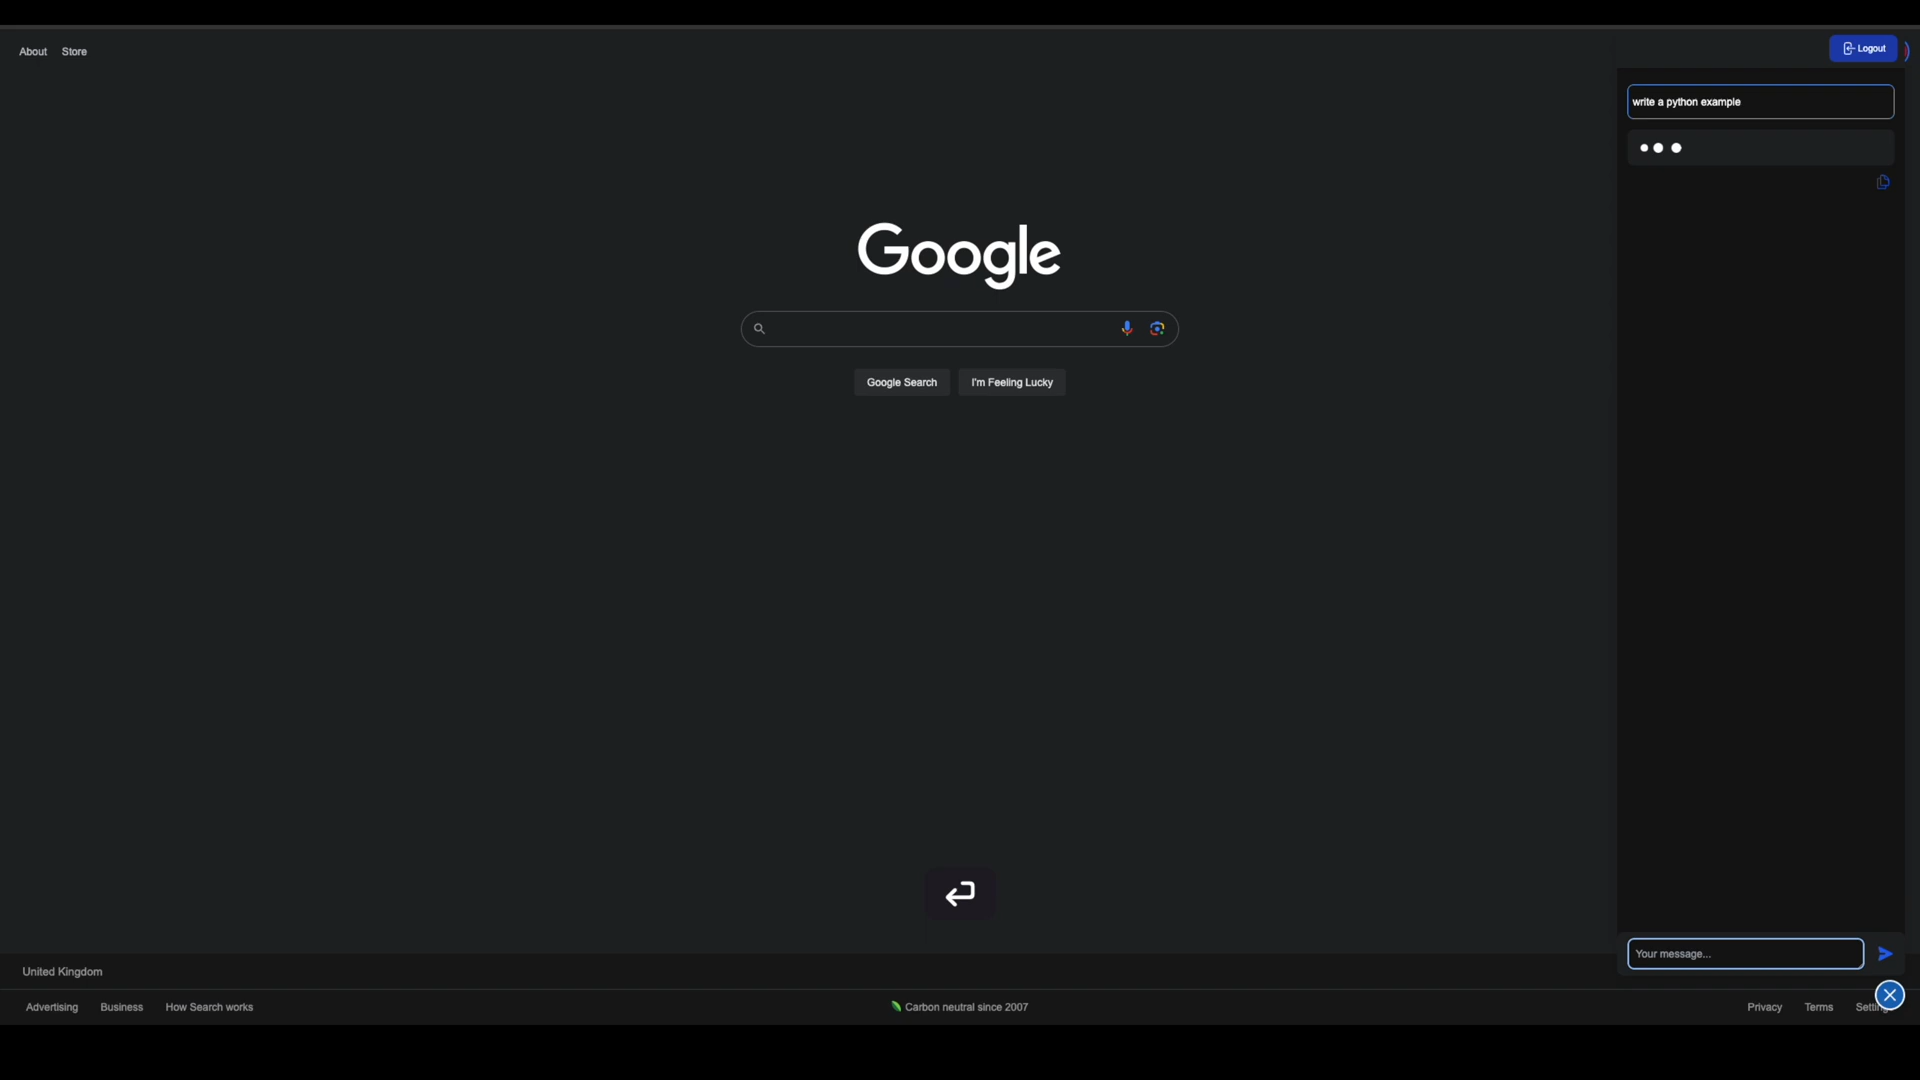 About Store
Logout
write a python example
Google
Google Search I'm Feeling Lucky
Your message...
United Kingdom
Advertising Business How Search works
Carbon neutral since 2007
Privacy Terms